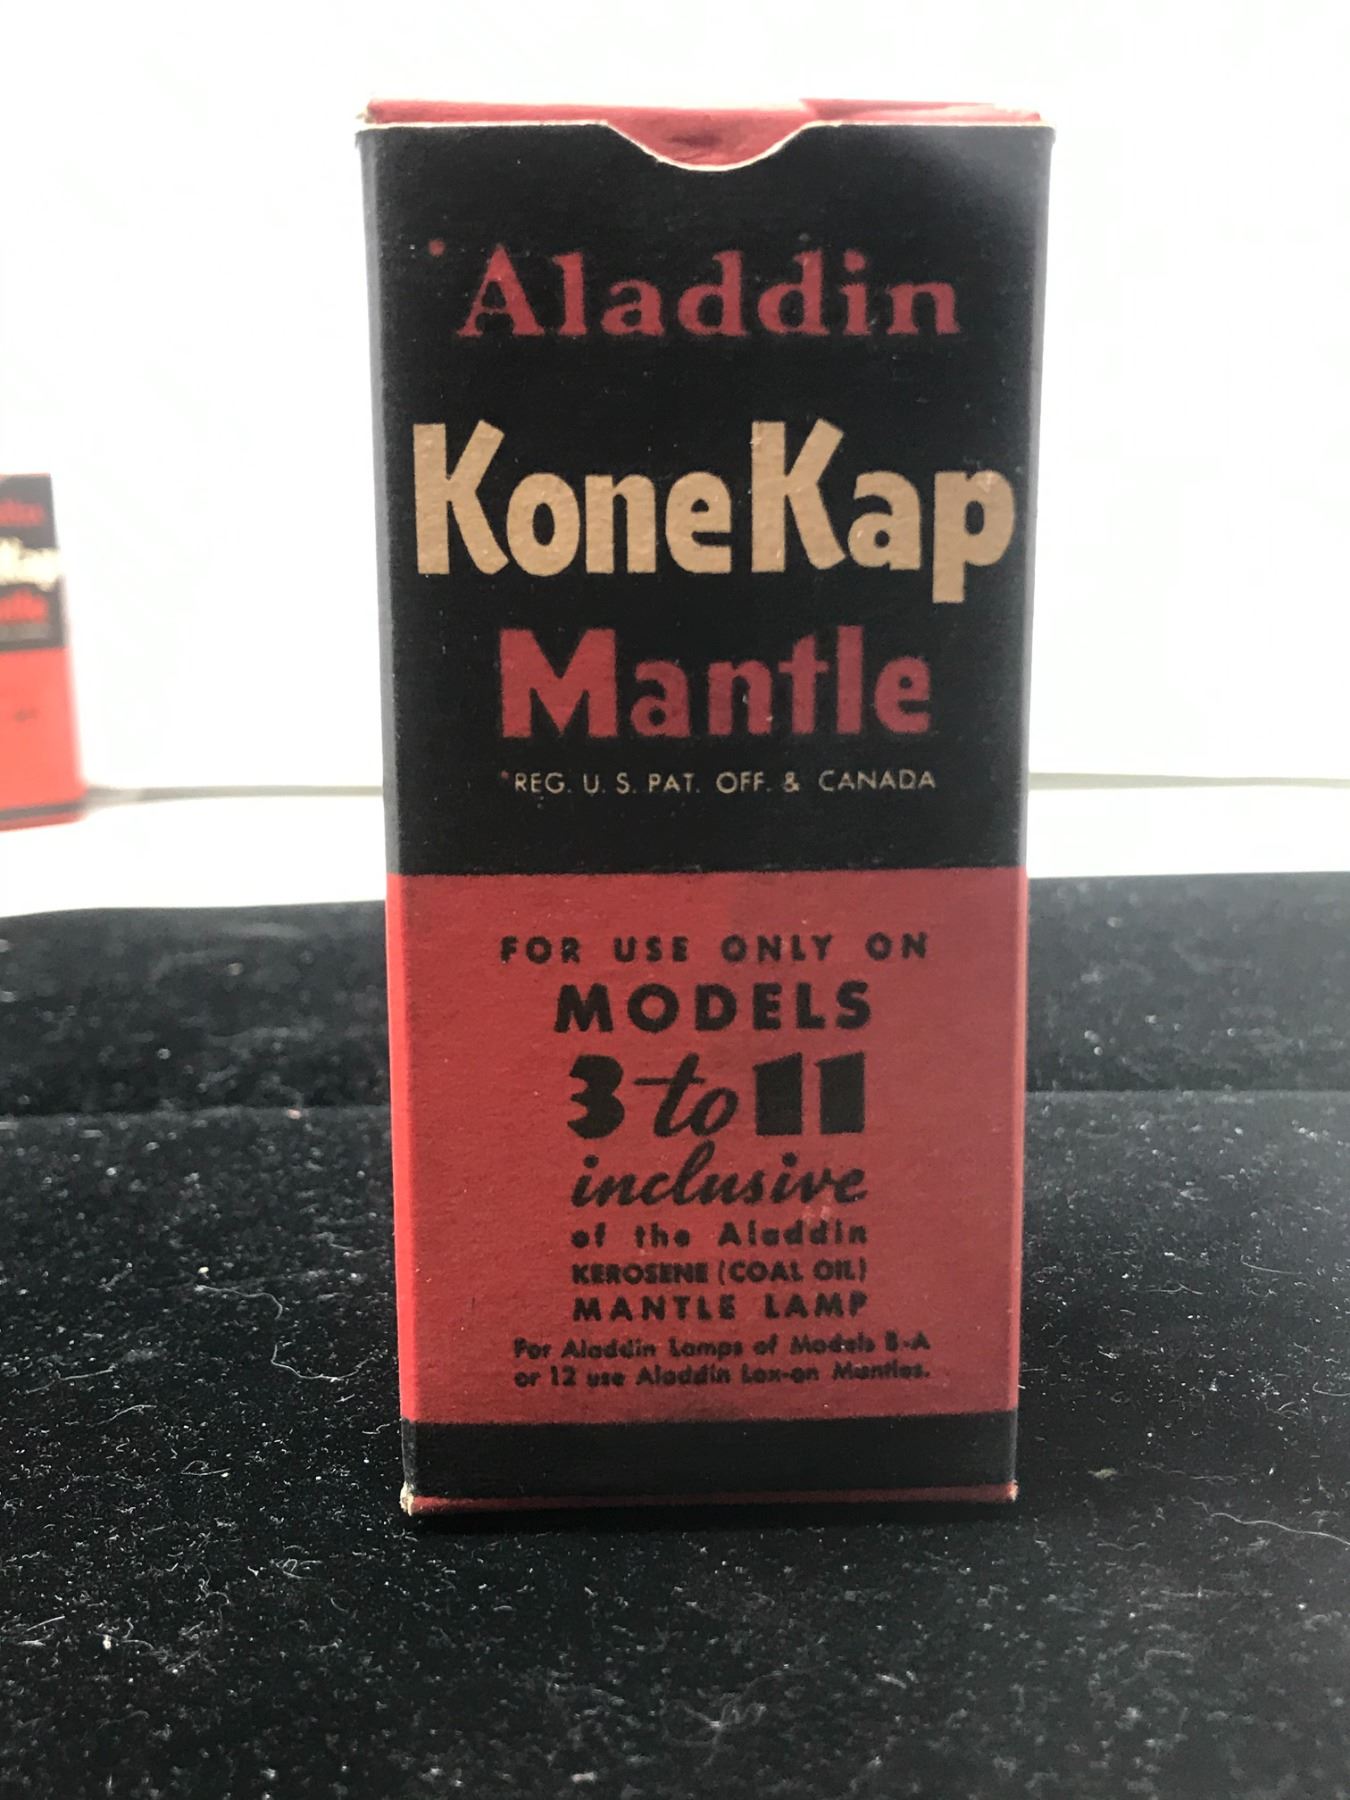 *Aladdin
KoneKap
Mantle
*REG. U. S. PAT. OFF. & CANADA
FOR USE ONLY ON
MODELS
3 to 11
inclusive
of the Aladdin
KEROSENE (COAL OIL)
MANTLE LAMP
For Aladdin Lamps of Models B-A
or 12 use Aladdin Lox-on Mantles.